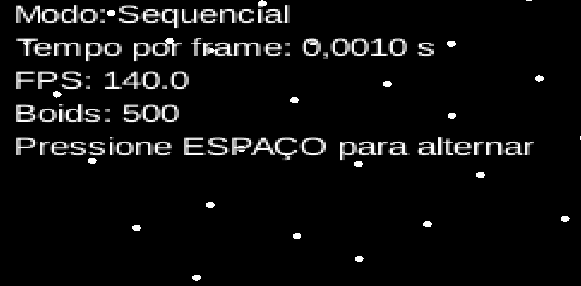 Modo: Sequencial
Tempo por frame: 0,0010 s
FPS: 140.0
Boids: 500
Pressione ESPAÇO para alternar